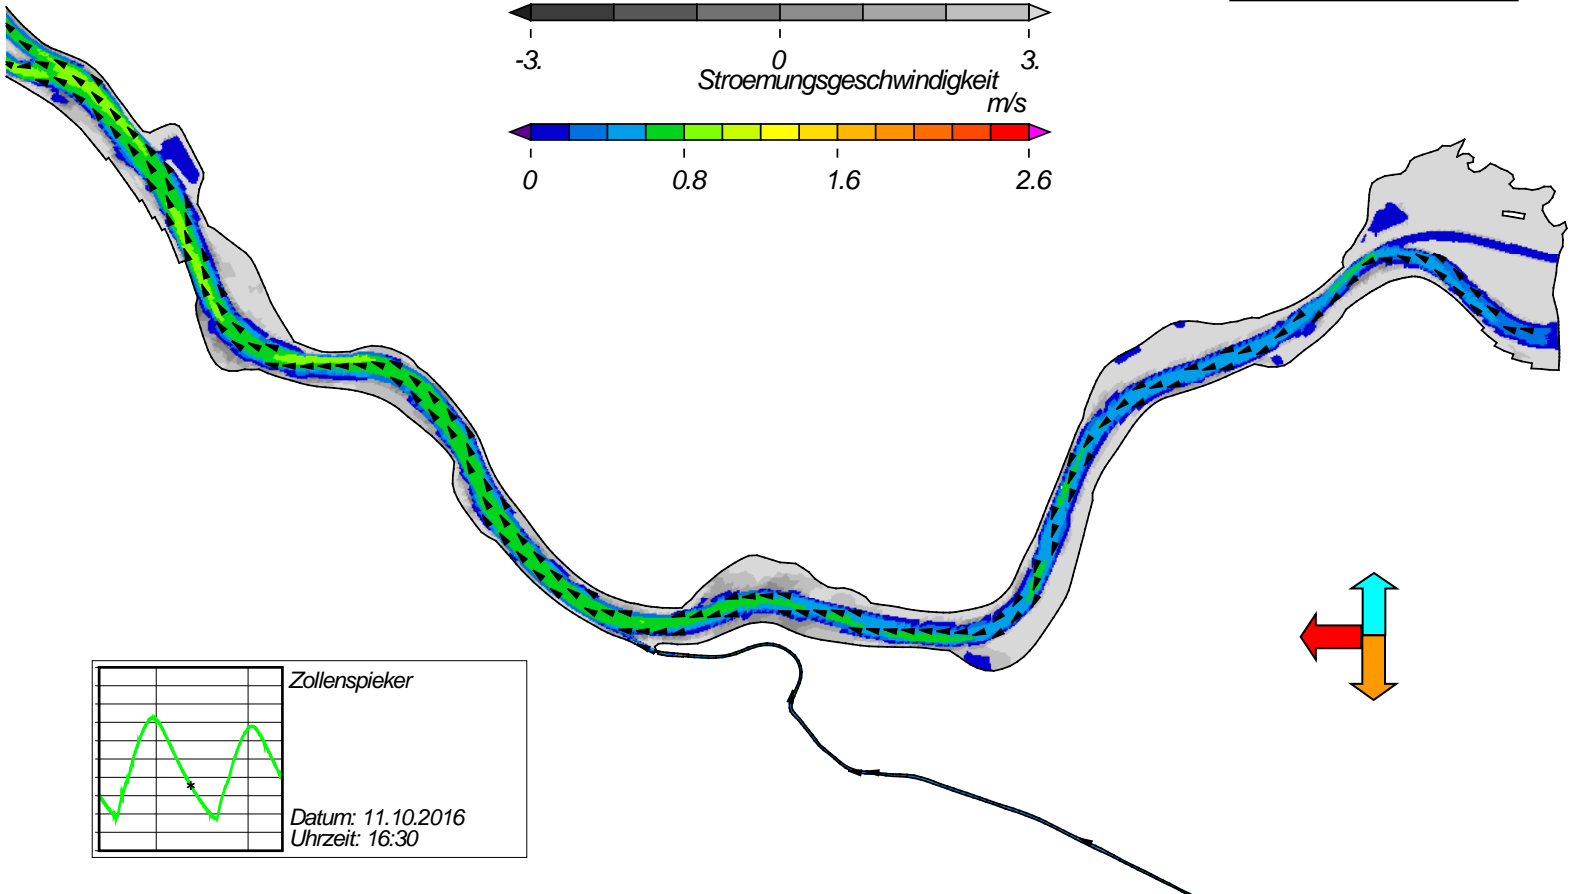 -3. 0 3.
Stroemungsgeschwindigkeit
m/s
0 0.8 1.6 2.6
Zollenspieker
Datum: 11.10.2016
Uhrzeit: 16:30